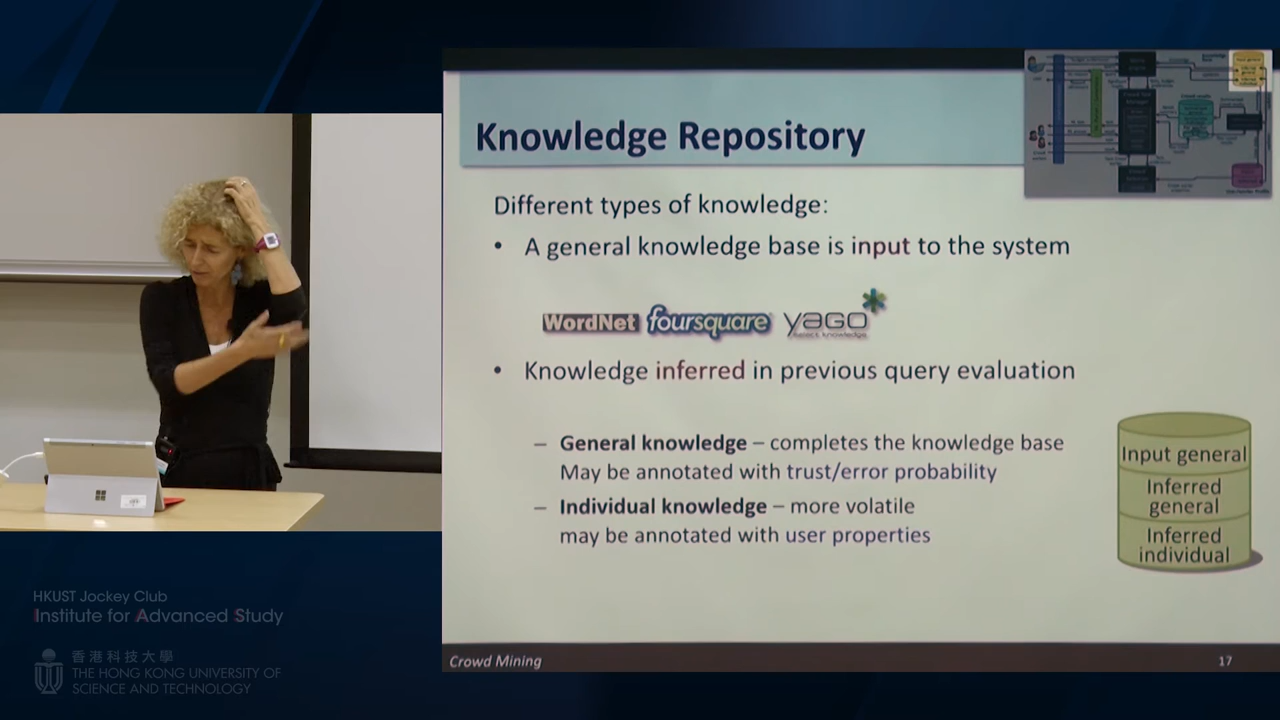 Knowledge Repository
Different types of knowledge:
• A general knowledge base is input to the system
WordNet foursquare yago
select knowledge
• Knowledge inferred in previous query evaluation
– General knowledge – completes the knowledge base
May be annotated with trust/error probability
– Individual knowledge – more volatile
may be annotated with user properties
Input general
Inferred
general
Inferred
individual
Crowd Mining
17
HKUST Jockey Club
Institute for Advanced Study
香港科技大學
THE HONG KONG UNIVERSITY OF
SCIENCE AND TECHNOLOGY